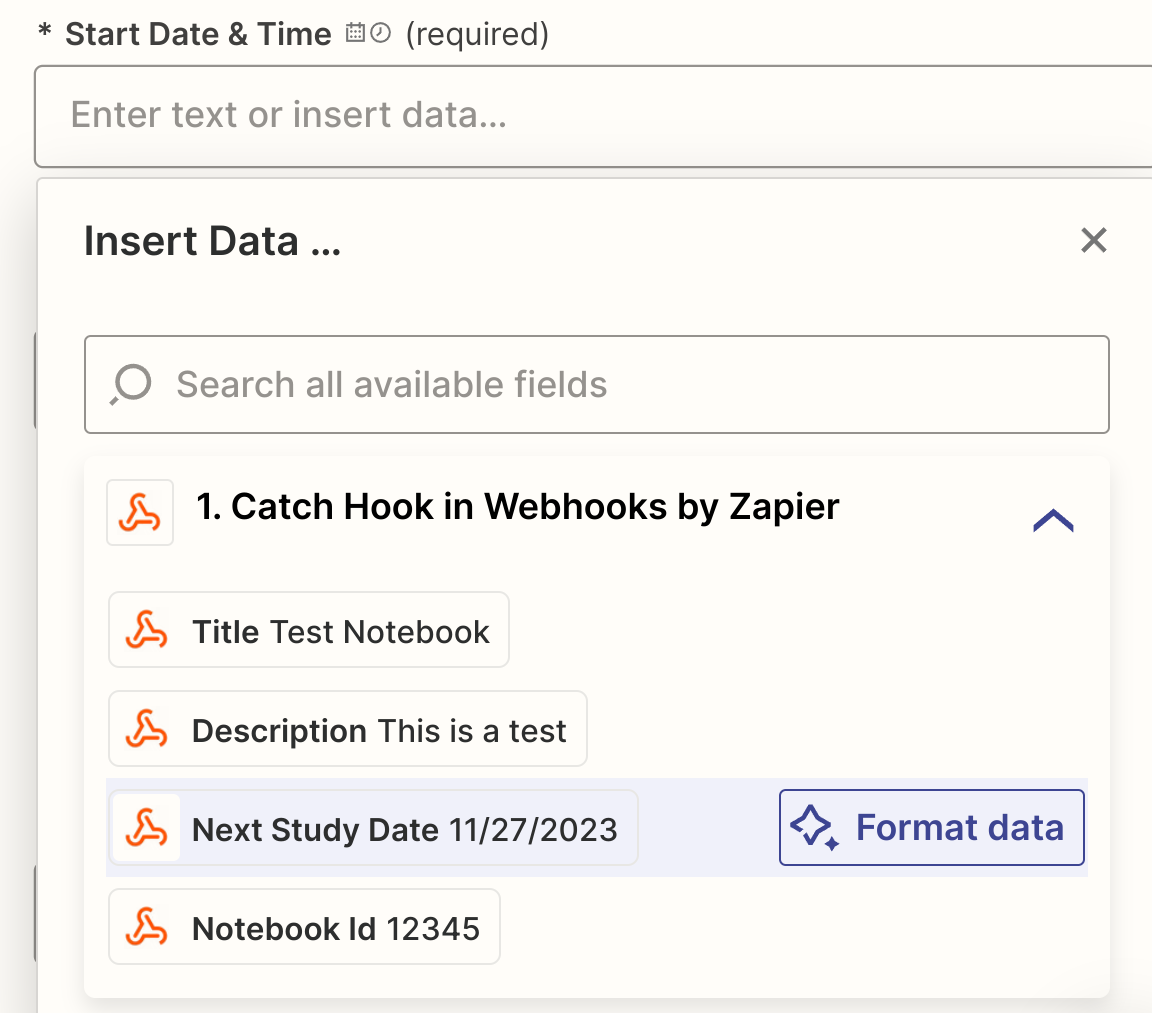 * Start Date & Time (required)
Enter text or insert data...
Insert Data ...
Search all available fields
1. Catch Hook in Webhooks by Zapier
Title Test Notebook
Description This is a test
Next Study Date 11/27/2023 Format data
Notebook Id 12345